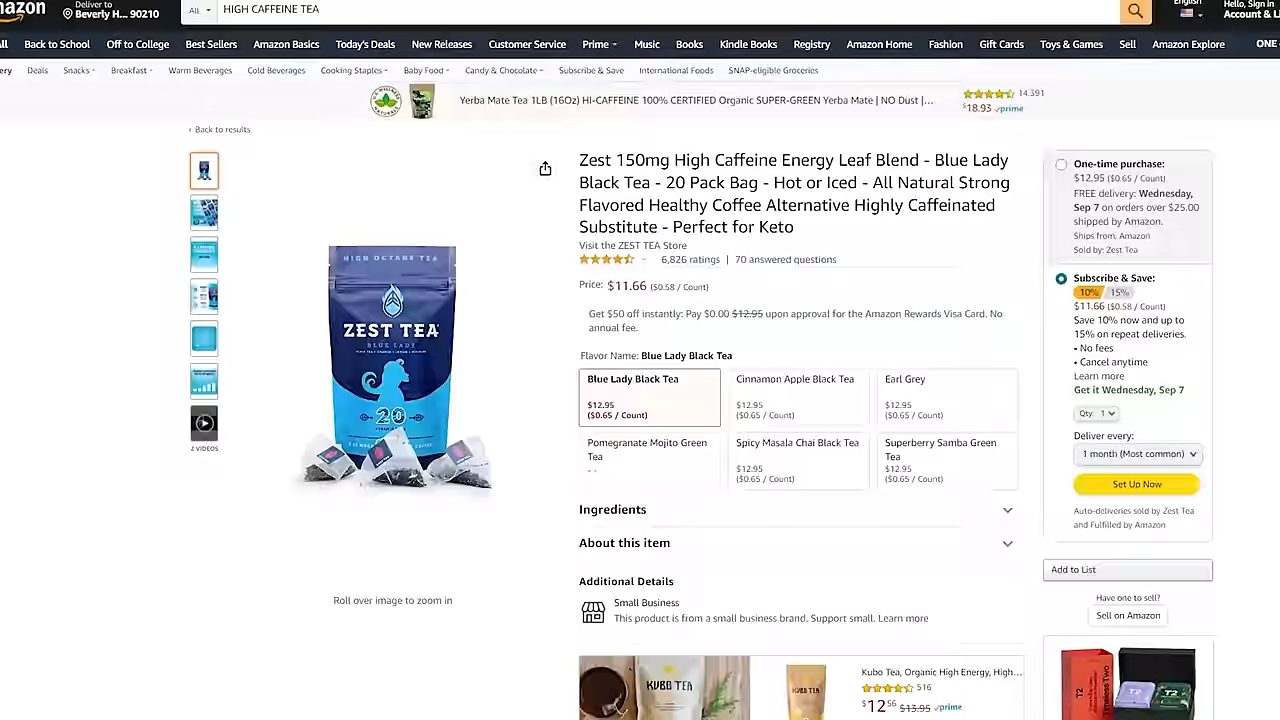 amazon
Deliver to
Beverly H... 90210
All
HIGH CAFFEINE TEA
English
Hello, Sign in
Account & Li
All
Back to School
Off to College
Best Sellers
Amazon Basics
Today's Deals
New Releases
Customer Service
Prime
Music
Books
Kindle Books
Registry
Amazon Home
Fashion
Gift Cards
Toys & Games
Sell
Amazon Explore
ONE
ery
Deals
Snacks
Breakfast
Warm Beverages
Cold Beverages
Cooking Staples
Baby Food
Candy & Chocolate
Subscribe & Save
International Foods
SNAP-eligible Groceries
Yerba Mate Tea 1LB (16Oz) HI-CAFFEINE 100% CERTIFIED Organic SUPER-GREEN Yerba Mate | NO Dust |...
14,391
$18.93 prime
‹ Back to results
2 VIDEOS
HIGH OCTANE TEA
ZEST TEA
BLUE LADY
20
Roll over image to zoom in
Zest 150mg High Caffeine Energy Leaf Blend - Blue Lady
Black Tea - 20 Pack Bag - Hot or Iced - All Natural Strong
Flavored Healthy Coffee Alternative Highly Caffeinated
Substitute - Perfect for Keto
Visit the ZEST TEA Store
6,826 ratings | 70 answered questions
Price: $11.66 ($0.58 / Count)
Get $50 off instantly: Pay $0.00 $12.95 upon approval for the Amazon Rewards Visa Card. No
annual fee.
Flavor Name: Blue Lady Black Tea
Blue Lady Black Tea
$12.95
($0.65 / Count)
Cinnamon Apple Black Tea
$12.95
($0.65 / Count)
Earl Grey
$12.95
($0.65 / Count)
Pomegranate Mojito Green
Tea
- -
Spicy Masala Chai Black Tea
$12.95
($0.65 / Count)
Superberry Samba Green
Tea
$12.95
($0.65 / Count)
Ingredients
About this item
Additional Details
Small Business
This product is from a small business brand. Support small. Learn more
KUBO TEA
KUBO TEA
Kubo Tea, Organic High Energy, High...
516
$12.56 $13.95 prime
One-time purchase:
$12.95 ($0.65 / Count)
FREE delivery: Wednesday,
Sep 7 on orders over $25.00
shipped by Amazon.
Ships from: Amazon
Sold by: Zest Tea
Subscribe & Save:
10% 15%
$11.66 ($0.58 / Count)
Save 10% now and up to
15% on repeat deliveries.
• No fees
• Cancel anytime
Learn more
Get it Wednesday, Sep 7
Qty: 1
Deliver every:
1 month (Most common)
Set Up Now
Auto-deliveries sold by Zest Tea
and Fulfilled by Amazon
Add to List
Have one to sell?
Sell on Amazon
T2
Timeless Two
T2
T2